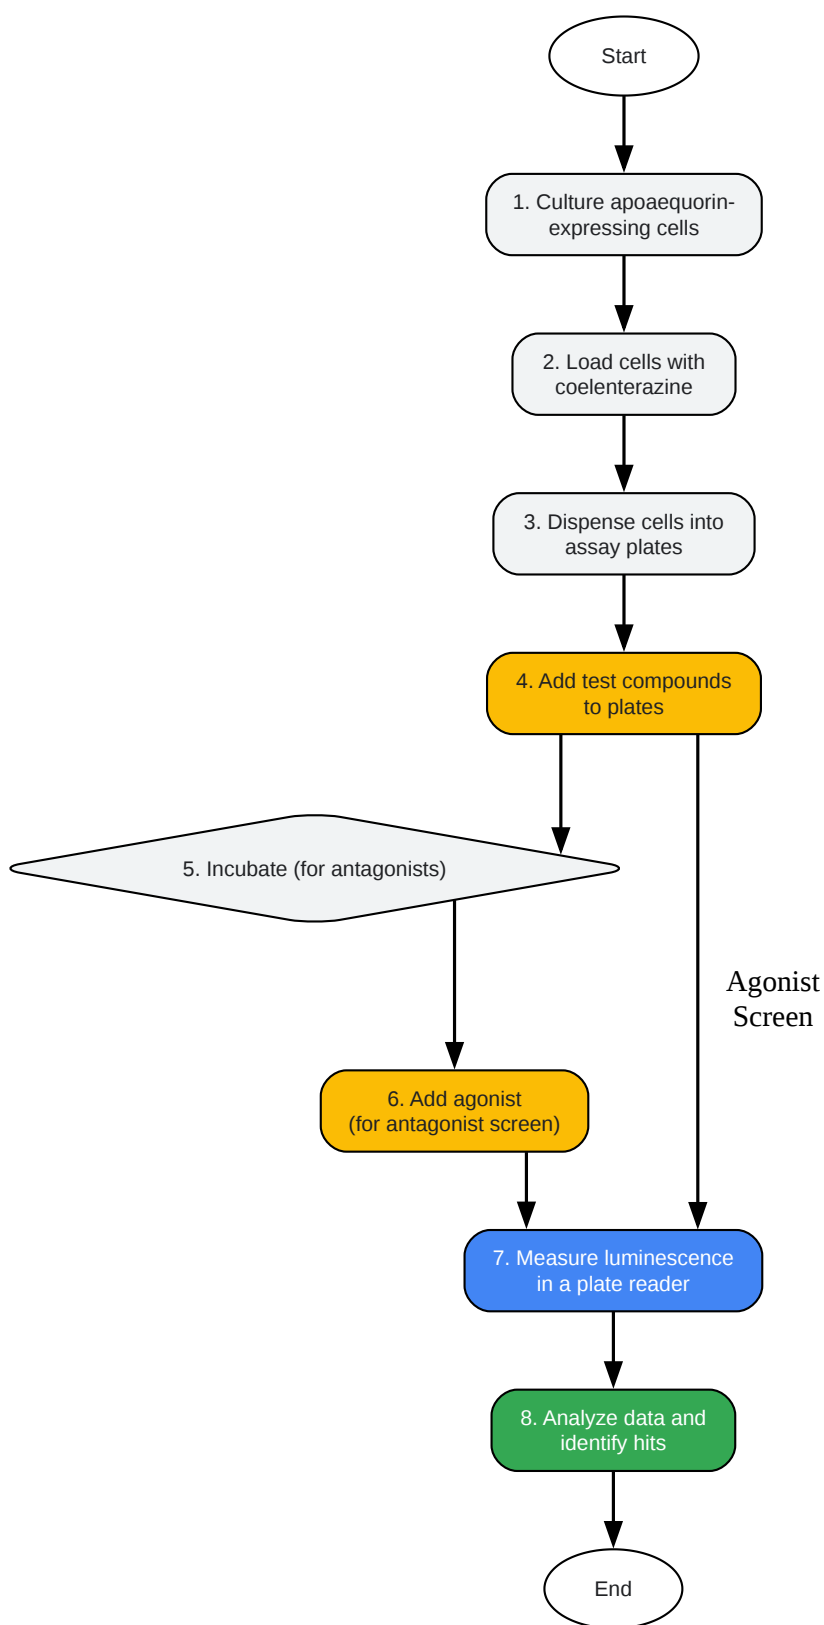 Start
1. Culture apoaequorin-
expressing cells
2. Load cells with
coelenterazine
3. Dispense cells into
assay plates
4. Add test compounds
to plates
5. Incubate (for antagonists)
Agonist
Screen
6. Add agonist
(for antagonist screen)
7. Measure luminescence
in a plate reader
8. Analyze data and
identify hits
End